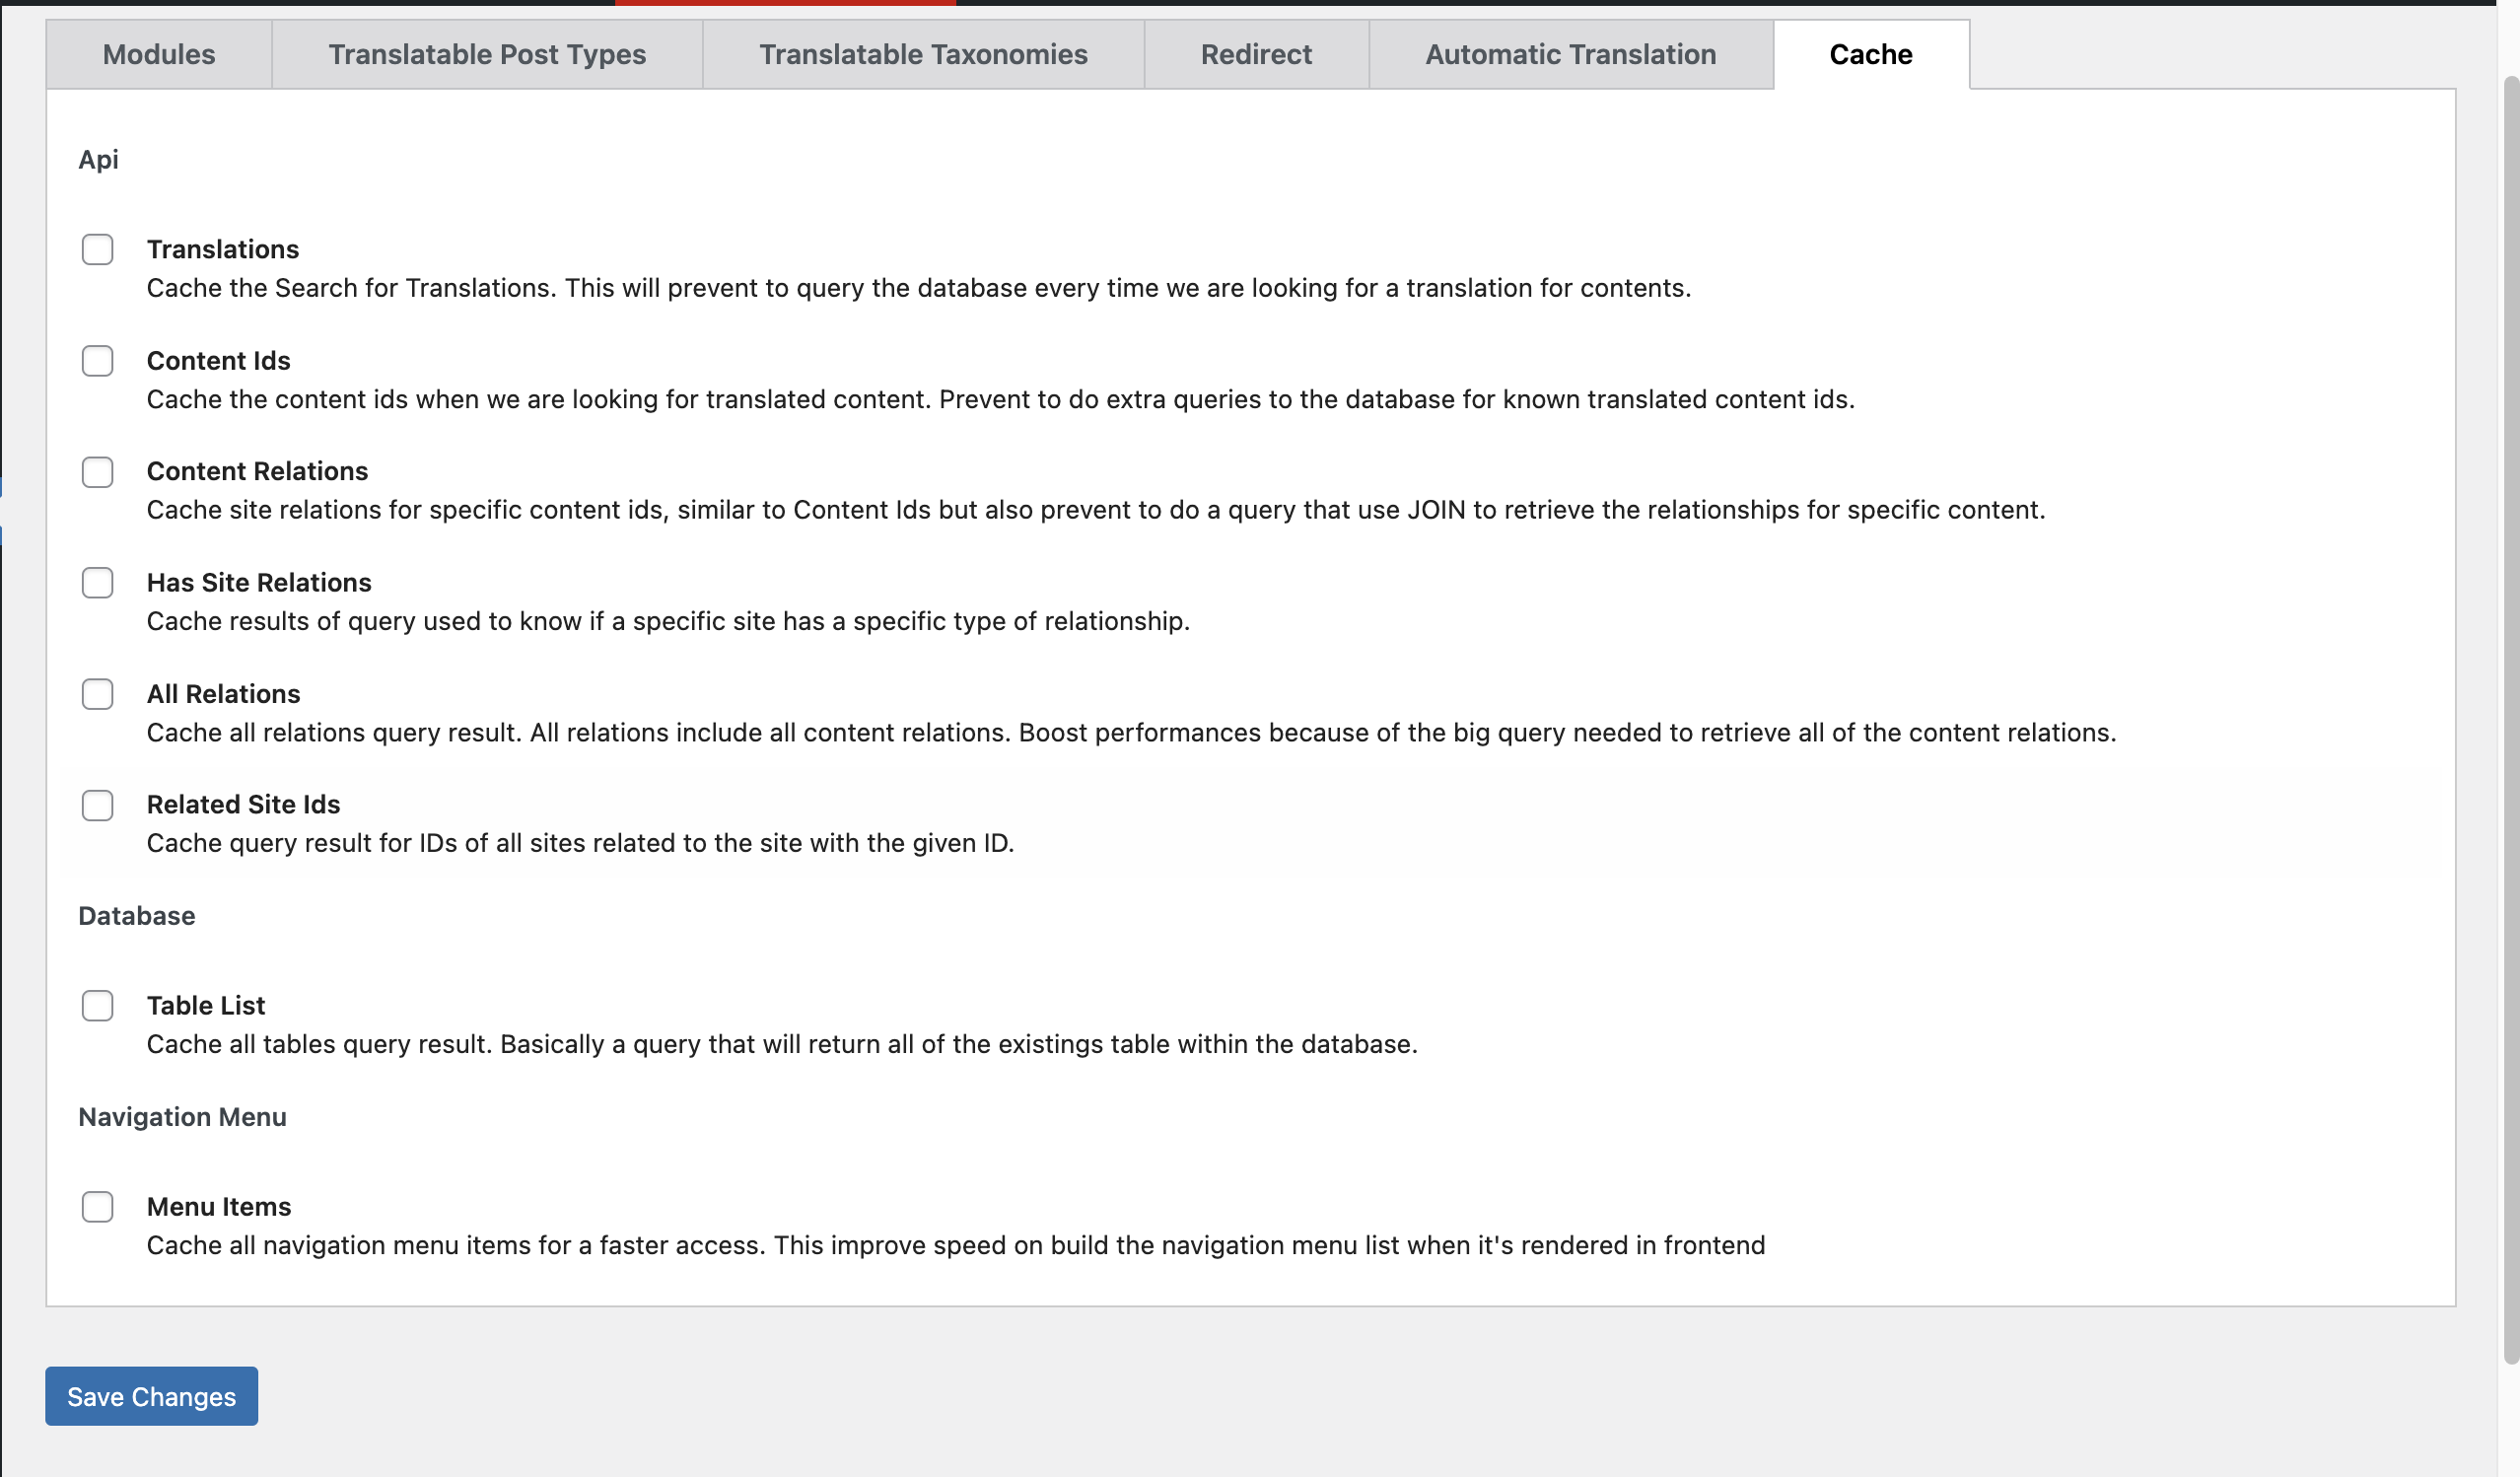 Modules
Translatable Post Types
Translatable Taxonomies
Redirect
Automatic Translation
Cache
Api
Translations
Cache the Search for Translations. This will prevent to query the database every time we are looking for a translation for contents.
Content Ids
Cache the content ids when we are looking for translated content. Prevent to do extra queries to the database for known translated content ids.
Content Relations
Cache site relations for specific content ids, similar to Content Ids but also prevent to do a query that use JOIN to retrieve the relationships for specific content.
Has Site Relations
Cache results of query used to know if a specific site has a specific type of relationship.
All Relations
Cache all relations query result. All relations include all content relations. Boost performances because of the big query needed to retrieve all of the content relations.
Related Site Ids
Cache query result for IDs of all sites related to the site with the given ID.
Database
Table List
Cache all tables query result. Basically a query that will return all of the existings table within the database.
Navigation Menu
Menu Items
Cache all navigation menu items for a faster access. This improve speed on build the navigation menu list when it's rendered in frontend
Save Changes